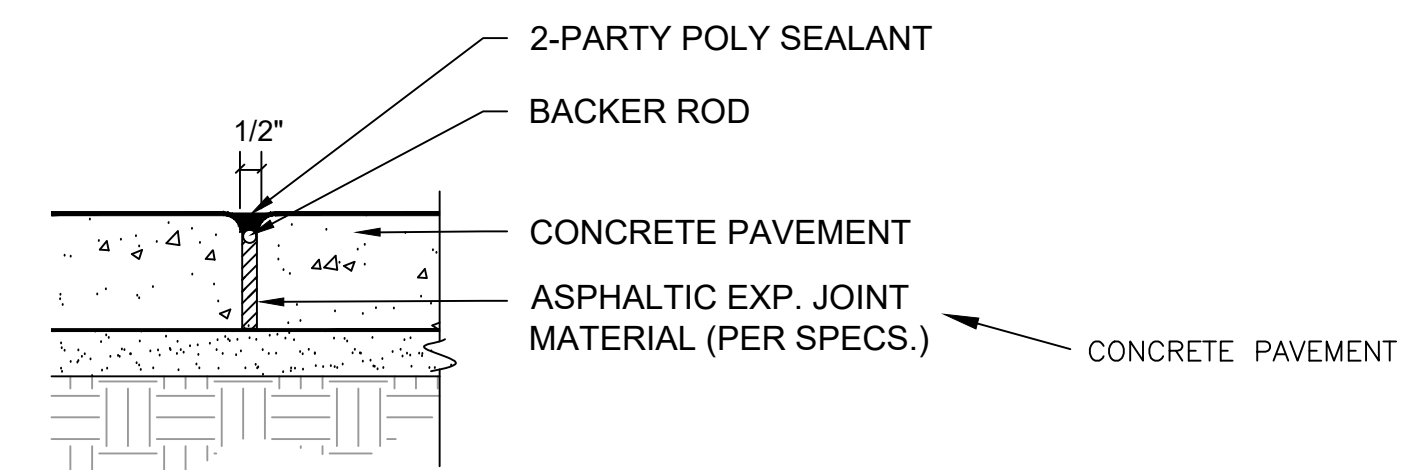 2-PARTY POLY SEALANT
BACKER ROD
1/2"
CONCRETE PAVEMENT
ASPHALTIC EXP. JOINT
MATERIAL (PER SPECS.)
CONCRETE PAVEMENT